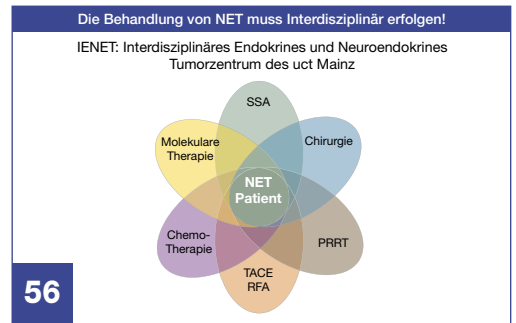 Die Behandlung von NET muss Interdisziplinär erfolgen!
IENET: Interdisziplinäres Endokrines und Neuroendokrines
Tumorzentrum des uct Mainz
SSA
Molekulare
Therapie
Chirurgie
NET
Patient
Chemo-
Therapie
PRRT
TACE
RFA
56